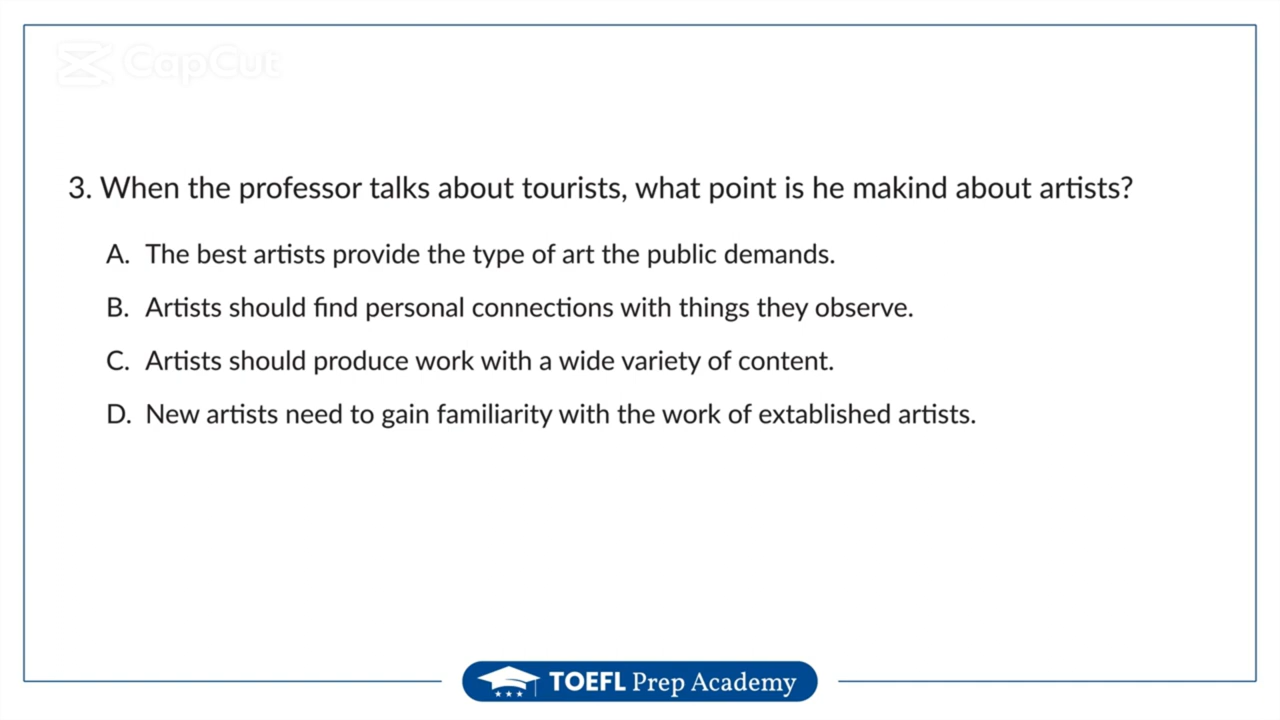 CapCut
3. When the professor talks about tourists, what point is he makind about artists?
A. The best artists provide the type of art the public demands.
B. Artists should find personal connections with things they observe.
C. Artists should produce work with a wide variety of content.
D. New artists need to gain familiarity with the work of extablished artists.
TOEFL Prep Academy